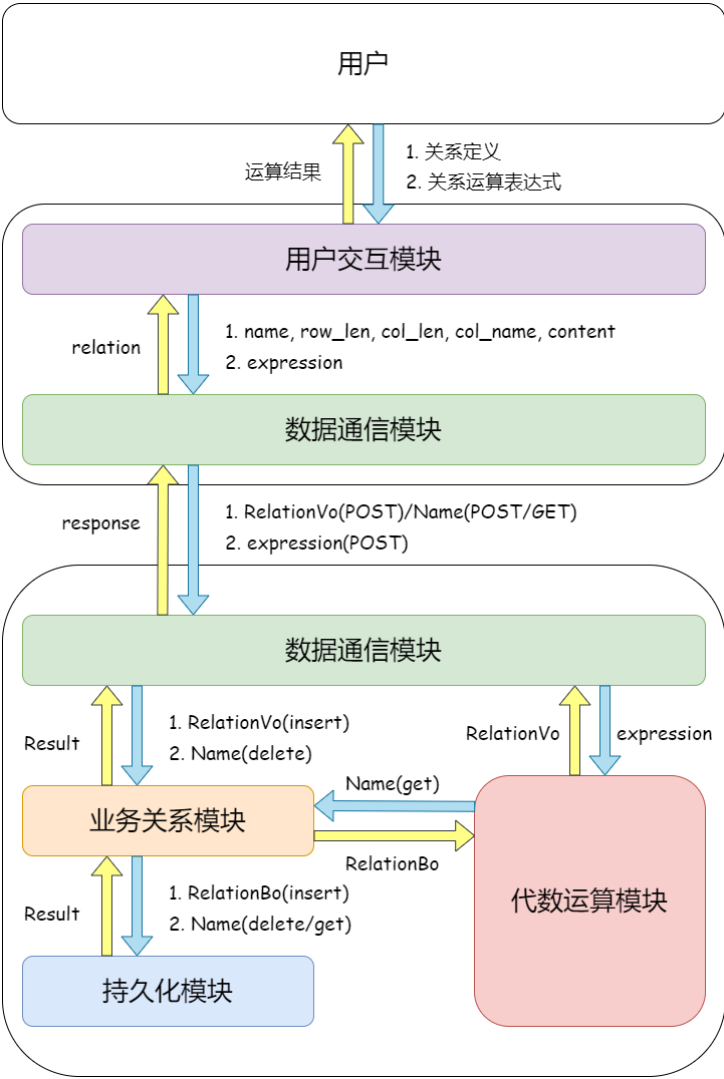 用户
运算结果
1. 关系定义
2. 关系运算表达式
用户交互模块
relation
1. name, row_len, col_len, col_name, content
2. expression
数据通信模块
response
1. RelationVo(POST)/Name(POST/GET)
2. expression(POST)
数据通信模块
Result
1. RelationVo(insert)
2. Name(delete)
RelationVo
expression
Name(get)
业务关系模块
RelationBo
Result
1. RelationBo(insert)
2. Name(delete/get)
代数运算模块
持久化模块